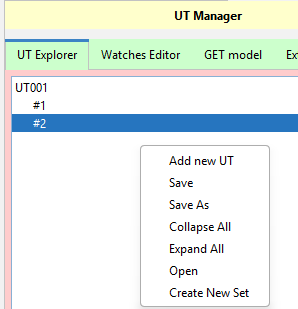 UT Manager
UT Explorer Watches Editor GET model Ex
UT001
#1
#2
Add new UT
Save
Save As
Collapse All
Expand All
Open
Create New Set